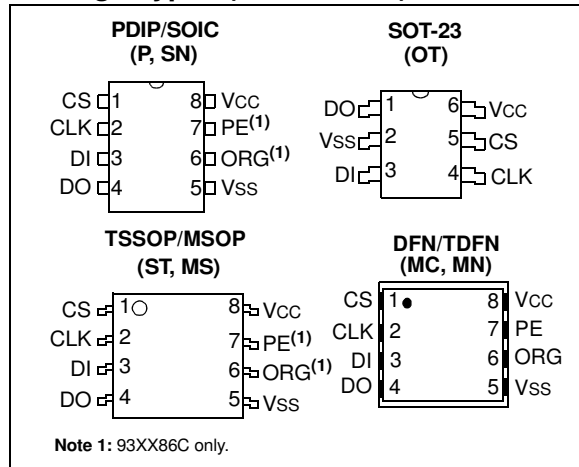 PDIP/SOIC
(P, SN)
CS 1 8 VCC
CLK 2 7 PE(1)
DI 3 6 ORG(1)
DO 4 5 VSS
SOT-23
(OT)
DO 1 6 VCC
VSS 2 5 CS
DI 3 4 CLK
TSSOP/MSOP
(ST, MS)
CS 1 8 VCC
CLK 2 7 PE(1)
DI 3 6 ORG(1)
DO 4 5 VSS
DFN/TDFN
(MC, MN)
CS 1 8 VCC
CLK 2 7 PE
DI 3 6 ORG
DO 4 5 VSS
Note 1: 93XX86C only.